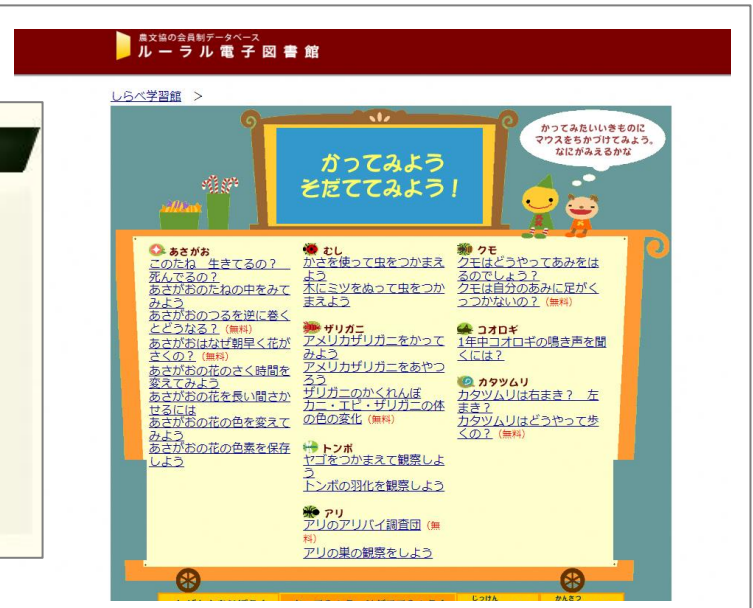 農文協の会員制データベース
ルーラル電子図書館
しらべ学習館 >
かってみよう
そだててみよう！
かってみたいいきものに
マウスをちかづけてみよう。
なにがみえるかな
あさがお
このたね 生きてるの？
死んでるの？
あさがおのたねの中をみて
みよう
あさがおのつるを逆に巻く
とどうなる？ (無料)
あさがおはなぜ朝早く花が
さくの？ (無料)
あさがおの花のさく時間を
変えてみよう
あさがおの花を長い間さか
せるには
あさがおの花の色を変えて
みよう
あさがおの花の色素を保存
しよう
むし
かさを使って虫をつかまえ
よう
木にミツをぬって虫をつか
まえよう
ザリガニ
アメリカザリガニをかって
みよう
アメリカザリガニをあやつ
ろう
ザリガニのかくれんぼ
カニ・エビ・ザリガニの体
の色の変化 (無料)
トンボ
ヤゴをつかまえて観察しよ
う
トンボの羽化を観察しよう
アリ
アリのアリバイ調査団 (無
料)
アリの巣の観察をしよう
クモ
クモはどうやってあみをは
るのでしょう？
クモは自分のあみに足がく
っつかないの？ (無料)
コオロギ
1年中コオロギの鳴き声を聞
くには？
カタツムリ
カタツムリは右まき？ 左
まき？
カタツムリはどうやって歩
くの？ (無料)
じっけん
かんさつ